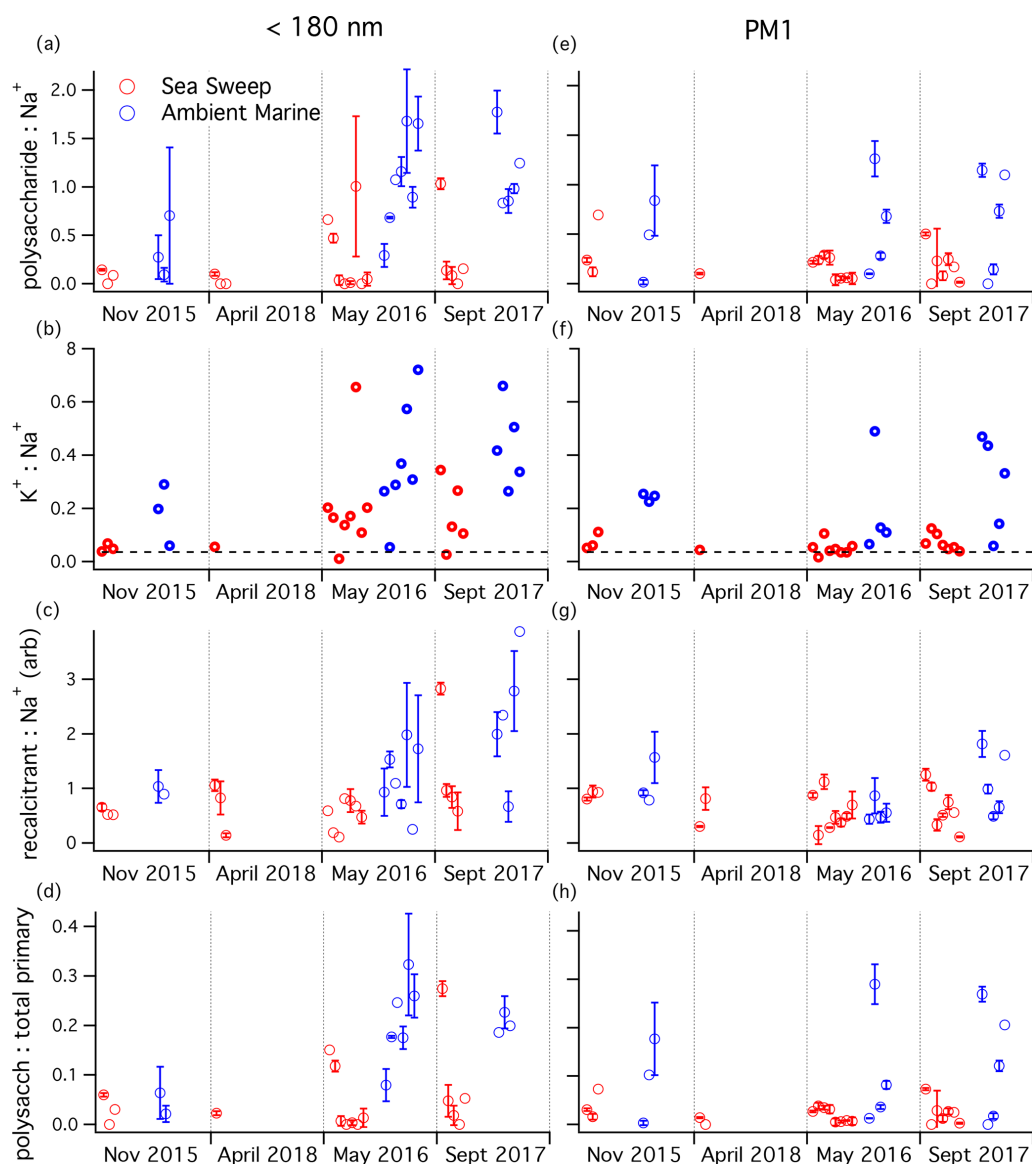 < 180 nm
PM1
(a)
(e)
polysaccharide : Na⁺
2.0
1.5
1.0
0.5
0.0
Sea Sweep
Ambient Marine
Nov 2015 April 2018 May 2016 Sept 2017
Nov 2015 April 2018 May 2016 Sept 2017
(b)
(f)
K⁺ : Na⁺
8
0.6
0.4
0.2
0.0
Nov 2015 April 2018 May 2016 Sept 2017
Nov 2015 April 2018 May 2016 Sept 2017
(c)
(g)
recalcitrant : Na⁺ (arb)
3
2
1
0
Nov 2015 April 2018 May 2016 Sept 2017
Nov 2015 April 2018 May 2016 Sept 2017
(d)
(h)
polysacch : total primary
0.4
0.3
0.2
0.1
0.0
Nov 2015 April 2018 May 2016 Sept 2017
Nov 2015 April 2018 May 2016 Sept 2017